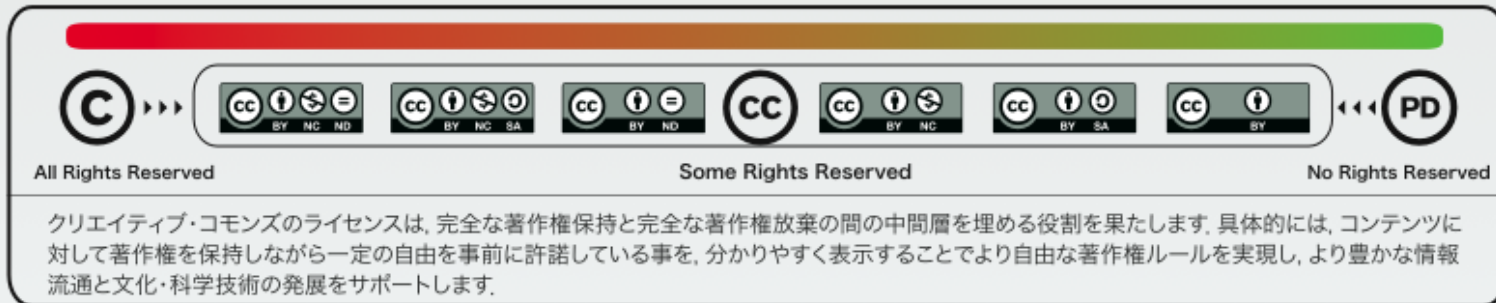 C
cc BY NC ND
cc BY NC SA
cc BY ND
CC
cc BY NC
cc BY SA
cc BY
PD
All Rights Reserved
Some Rights Reserved
No Rights Reserved
クリエイティブ・コモンズのライセンスは, 完全な著作権保持と完全な著作権放棄の間の中間層を埋める役割を果たします. 具体的には, コンテンツに
対して著作権を保持しながら一定の自由を事前に許諾している事を, 分かりやすく表示することでより自由な著作権ルールを実現し, より豊かな情報
流通と文化・科学技術の発展をサポートします.